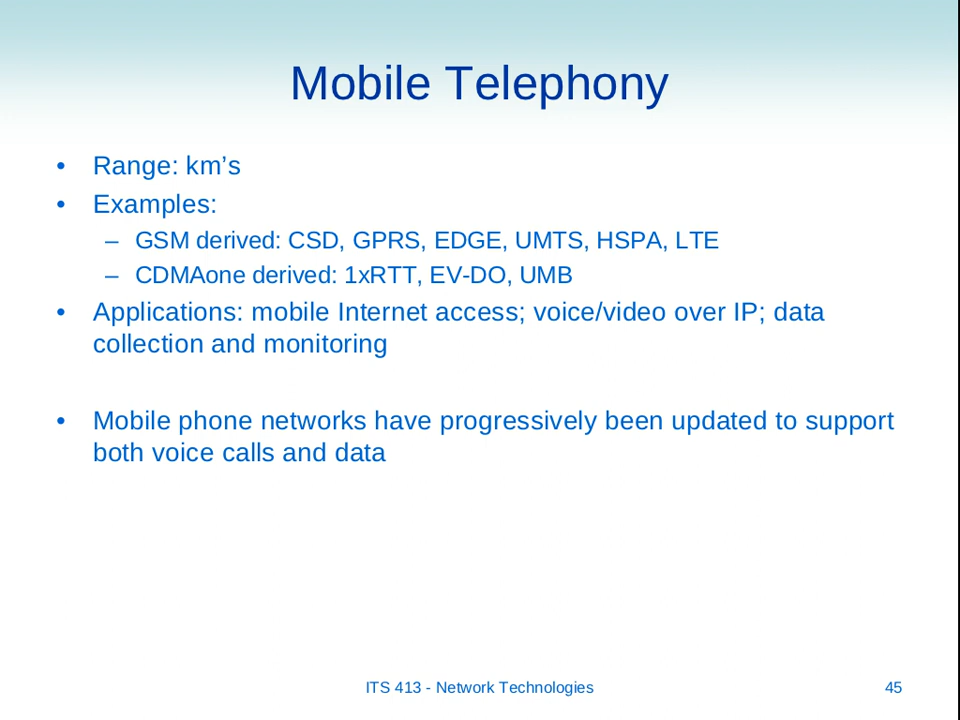 Mobile Telephony
• Range: km’s
• Examples:
– GSM derived: CSD, GPRS, EDGE, UMTS, HSPA, LTE
– CDMAone derived: 1xRTT, EV-DO, UMB
• Applications: mobile Internet access; voice/video over IP; data
collection and monitoring
• Mobile phone networks have progressively been updated to support
both voice calls and data
ITS 413 - Network Technologies 45